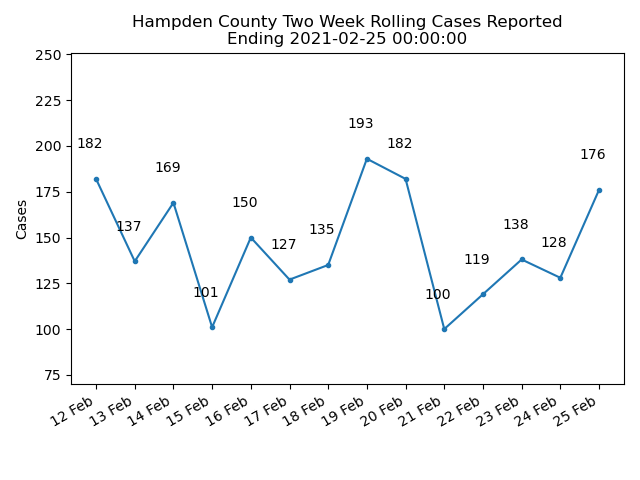 Hampden County Two Week Rolling Cases Reported
Ending 2021-02-25 00:00:00
250
225
200
175
150
125
100
75
Cases
182
137
169
101
150
127
135
193
182
100
119
138
128
176
12 Feb
13 Feb
14 Feb
15 Feb
16 Feb
17 Feb
18 Feb
19 Feb
20 Feb
21 Feb
22 Feb
23 Feb
24 Feb
25 Feb